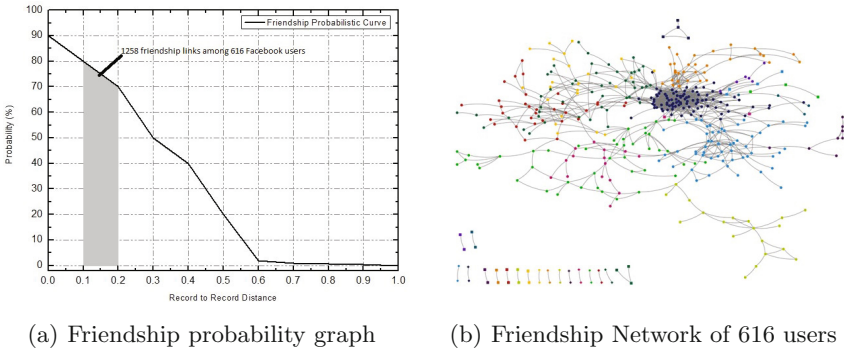 Friendship Probabilistic Curve
1258 friendship links among 616 Facebook users
Probability (%)
100
90
80
70
60
50
40
30
20
10
0
0.0 0.1 0.2 0.3 0.4 0.5 0.6 0.7 0.8 0.9 1.0
Record to Record Distance
(a) Friendship probability graph
(b) Friendship Network of 616 users